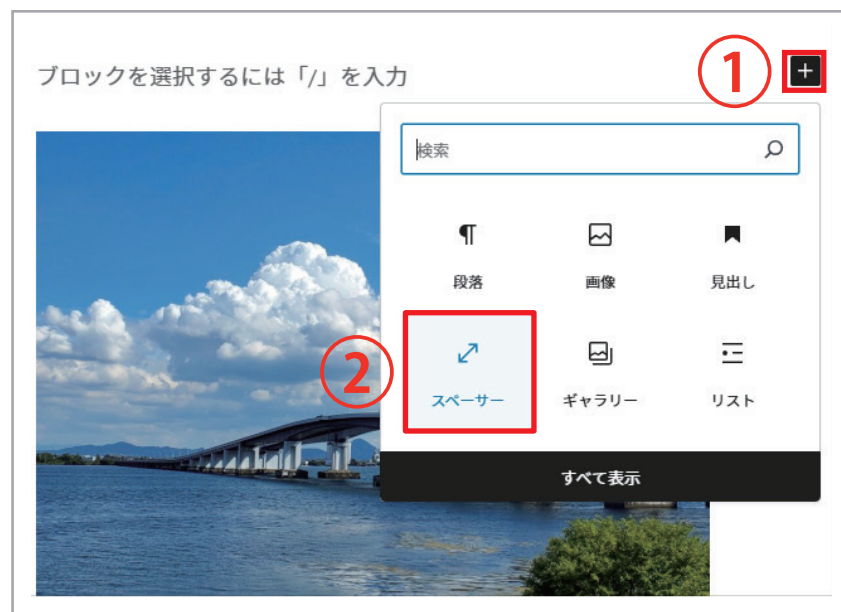 ブロックを選択するには「/」を入力
①
検索
段落
画像
見出し
②
スペーサー
ギャラリー
リスト
すべて表示